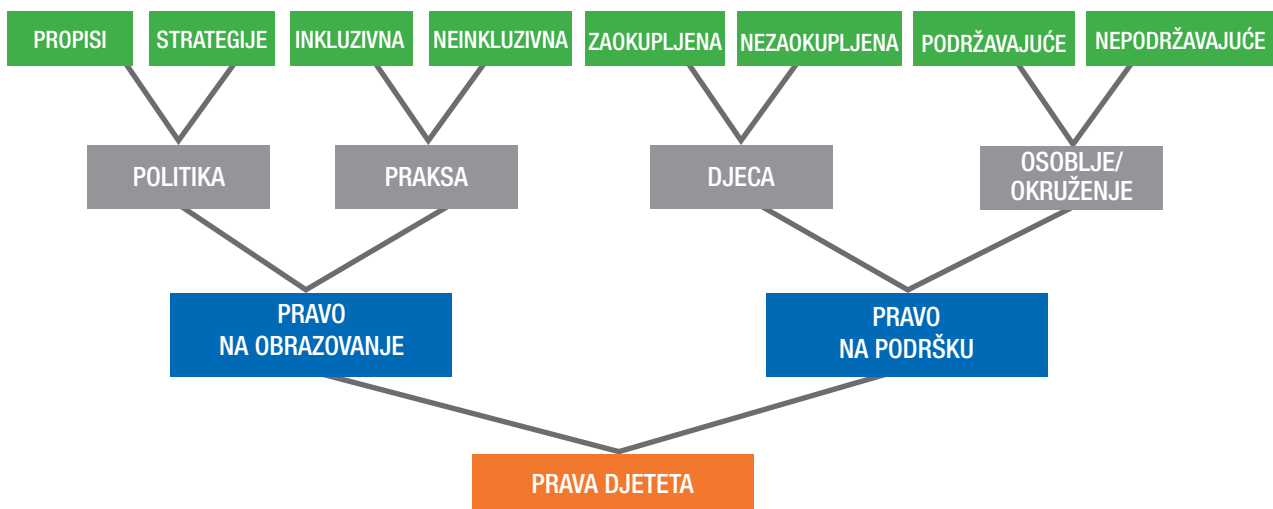 PROPISI
STRATEGIJE
INKLUZIVNA
NEINKLUZIVNA
ZAOKUPLJENA
NEZAOKUPLJENA
PODRŽAVAJUĆE
NEPODRŽAVAJUĆE
POLITIKA
PRAKSA
DJECA
OSOBLJE/
OKRUŽENJE
PRAVO
NA OBRAZOVANJE
PRAVO
NA PODRŠKU
PRAVA DJETETA